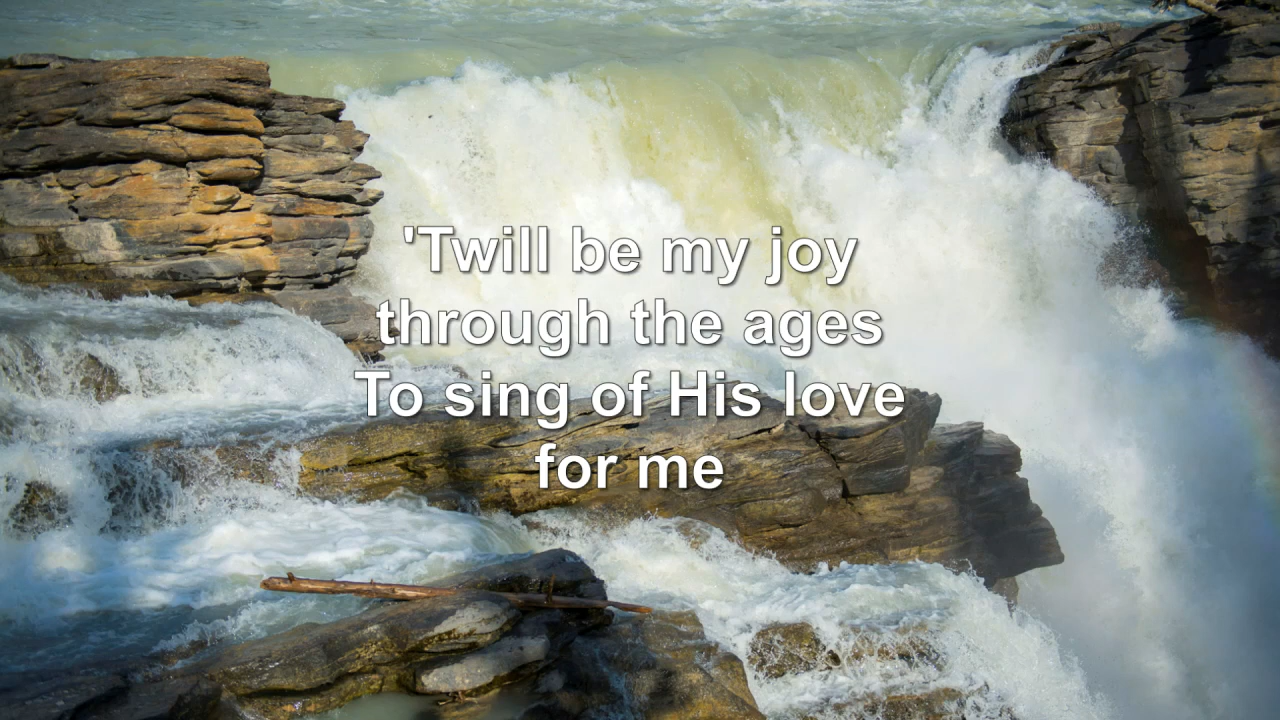 'Twill be my joy
through the ages
To sing of His love
for me